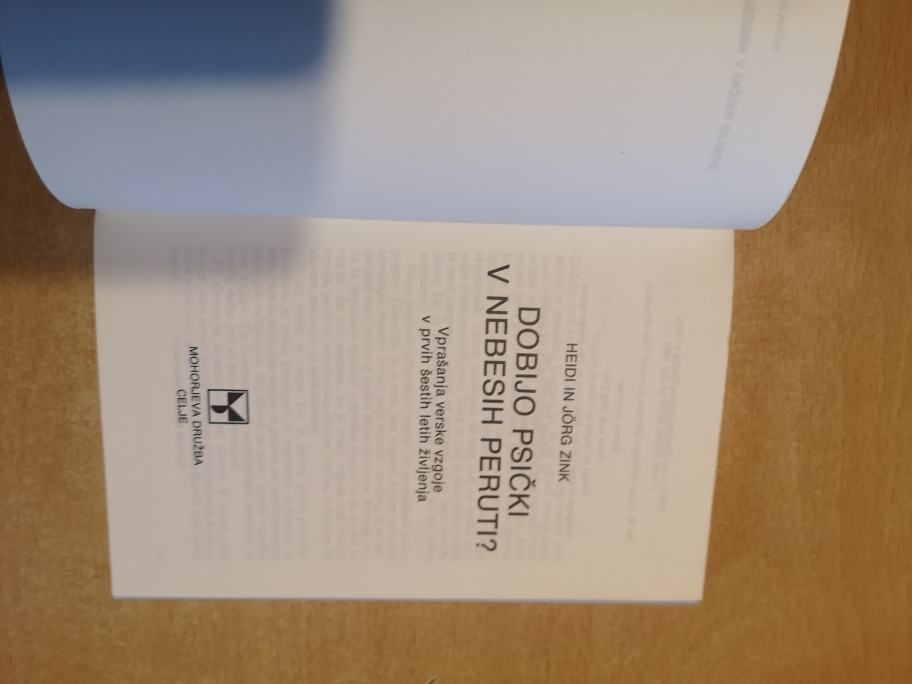 HEIDI IN JÖRG ZINK
DOBIJO PSIČKI
V NEBESIH PERUTI?
Vprašanja verske vzgoje
v prvih šestih letih življenja
MOHORJEVA DRUŽBA
CELJE